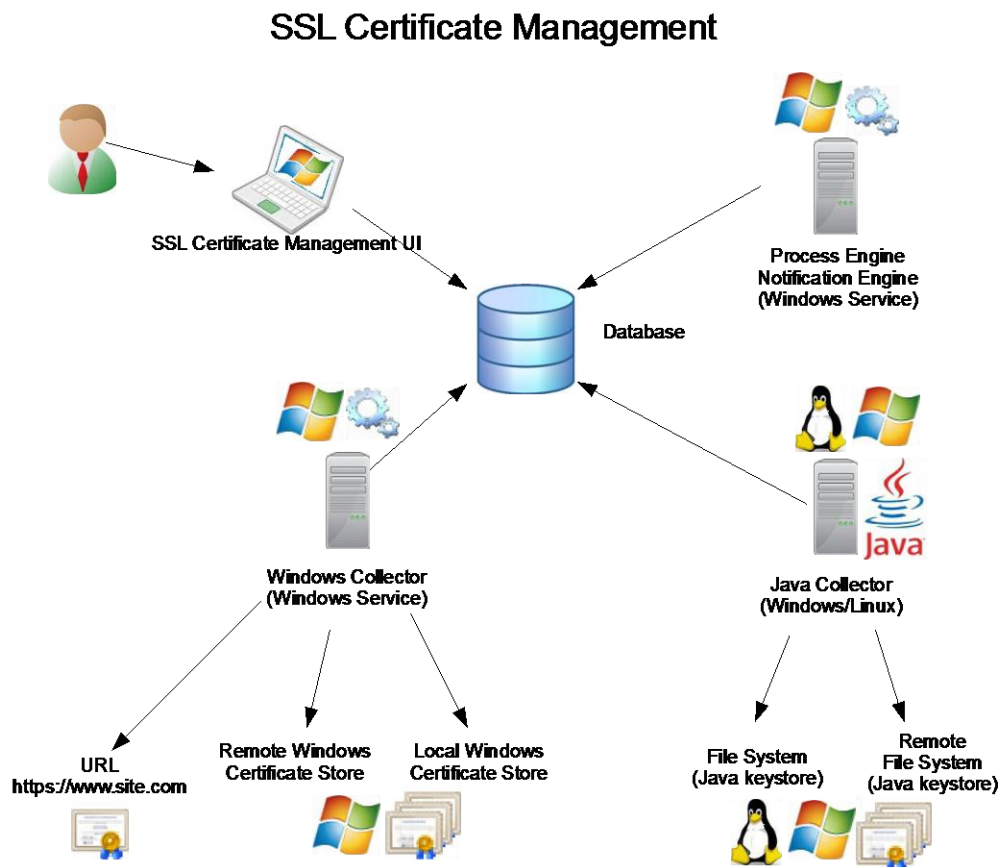 SSL Certificate Management
SSL Certificate Management UI
Process Engine
Notification Engine
(Windows Service)
Database
Java
Windows Collector
(Windows Service)
Java Collector
(Windows/Linux)
URL
https://www.site.com
Remote Windows
Certificate Store
Local Windows
Certificate Store
File System
(Java keystore)
Remote
File System
(Java keystore)